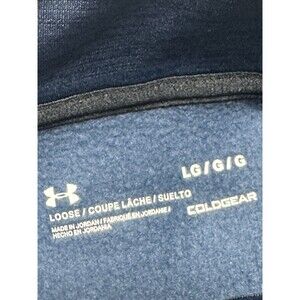 LG/G/G
LOOSE / COUPE LÂCHE / SUELTO
MADE IN JORDAN / FABRIQUÉ EN JORDANIE /
HECHO EN JORDANIA
COLDGEAR